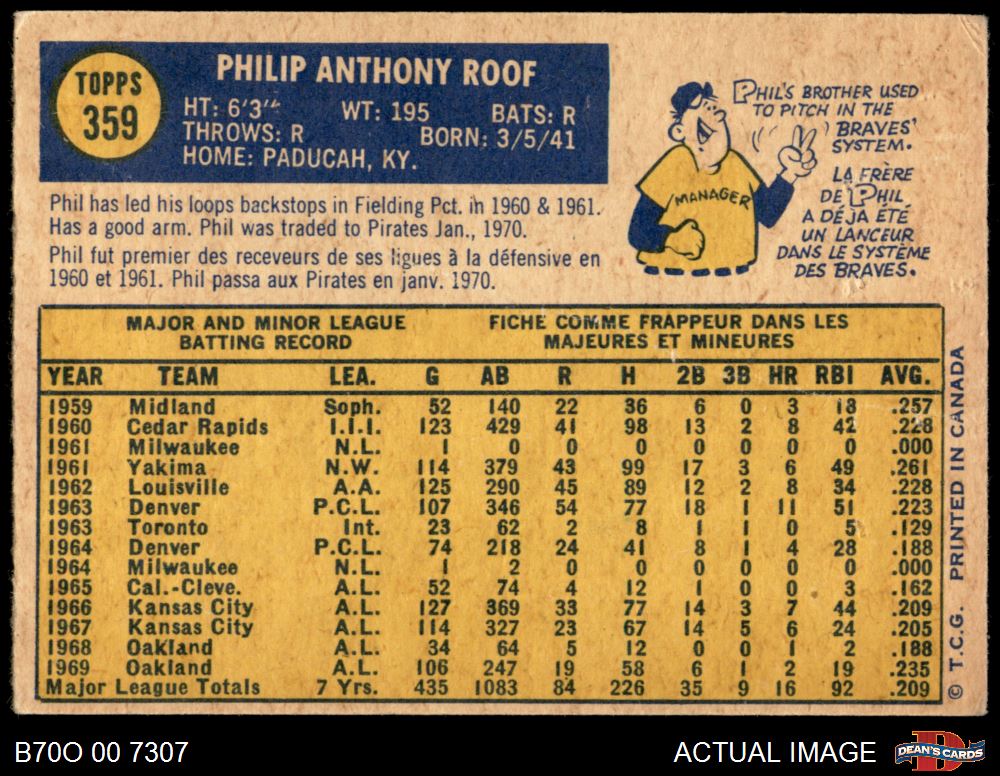 TOPPS
359
PHILIP ANTHONY ROOF
HT: 6'3" WT: 195 BATS: R
THROWS: R BORN: 3/5/41
HOME: PADUCAH, KY.
Phil has led his loops backstops in Fielding Pct. in 1960 & 1961.
Has a good arm. Phil was traded to Pirates Jan., 1970.
Phil fut premier des receveurs de ses ligues à la défensive en
1960 et 1961. Phil passa aux Pirates en janv. 1970.
MANAGER
PHIL'S BROTHER USED
TO PITCH IN THE
'BRAVES'
SYSTEM.
LA FRÈRE
DE PHIL
A DÉJA ÉTÉ
UN LANCEUR
DANS LE SYSTÈME
DES BRAVES.
MAJOR AND MINOR LEAGUE
BATTING RECORD
FICHE COMME FRAPPEUR DANS LES
MAJEURES ET MINEURES
YEAR TEAM LEA. G AB R H 2B 3B HR RBI AVG.
1959 Midland Soph. 52 140 22 36 6 0 3 18 .257
1960 Cedar Rapids I.I.I. 123 429 41 98 13 2 8 42 .228
1961 Milwaukee N.L. 1 0 0 0 0 0 0 0 .000
1961 Yakima N.W. 114 379 43 99 17 3 6 49 .261
1962 Louisville A.A. 125 290 45 89 12 2 8 34 .228
1963 Denver P.C.L. 107 346 54 77 18 1 11 51 .223
1963 Toronto Int. 23 62 2 8 1 1 0 5 .129
1964 Denver P.C.L. 74 218 24 41 8 1 4 28 .188
1964 Milwaukee N.L. 1 2 0 0 0 0 0 0 .000
1965 Cal.-Cleve. A.L. 52 74 4 12 1 0 0 3 .162
1966 Kansas City A.L. 127 369 33 77 14 3 7 44 .209
1967 Kansas City A.L. 114 327 23 67 14 5 6 24 .205
1968 Oakland A.L. 34 64 5 12 0 0 1 2 .188
1969 Oakland A.L. 106 247 19 58 6 1 2 19 .235
Major League Totals 7 Yrs. 435 1083 84 226 35 9 16 92 .209
© T.C.G. PRINTED IN CANADA
B70O 00 7307
ACTUAL IMAGE
D
DEAN'S CARDS